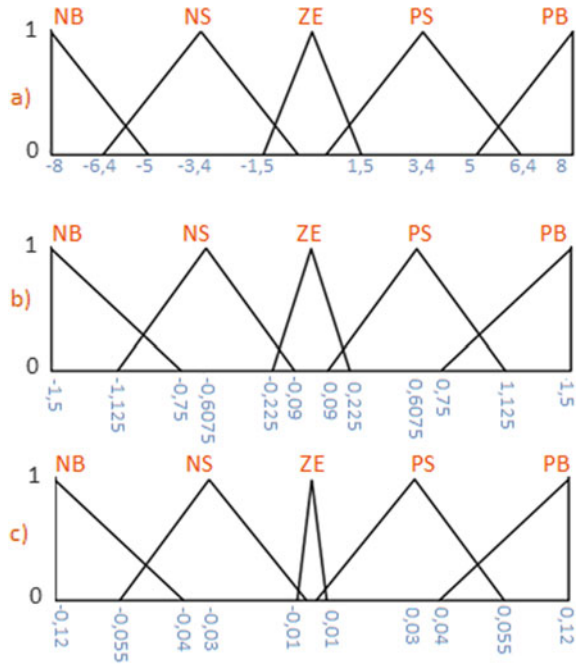 NB NS ZE PS PB
1
a)
0
-8 -6,4 -5 -3,4 -1,5 1,5 3,4 5 6,4 8
NB NS ZE PS PB
1
b)
0
-1,5 -1,125 -0,75 -0,6075 -0,225 -0,09 0,09 0,225 0,6075 0,75 1,125 -1,5
NB NS ZE PS PB
1
c)
0
-0,12 -0,055 -0,04 -0,03 -0,01 0,01 0,03 0,04 0,055 0,12